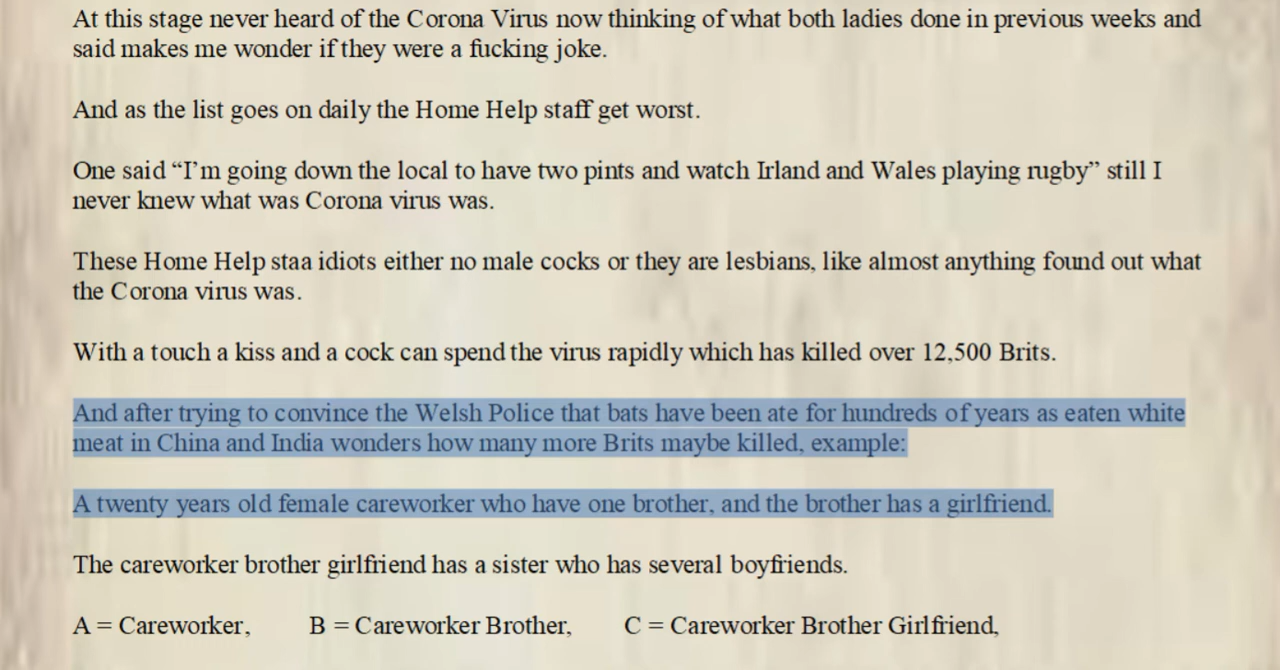 At this stage never heard of the Corona Virus now thinking of what both ladies done in previous weeks and
said makes me wonder if they were a fucking joke.
And as the list goes on daily the Home Help staff get worst.
One said “I’m going down the local to have two pints and watch Irland and Wales playing rugby” still I
never knew what was Corona virus was.
These Home Help staa idiots either no male cocks or they are lesbians, like almost anything found out what
the Corona virus was.
With a touch a kiss and a cock can spend the virus rapidly which has killed over 12,500 Brits.
And after trying to convince the Welsh Police that bats have been ate for hundreds of years as eaten white
meat in China and India wonders how many more Brits maybe killed, example:
A twenty years old female careworker who have one brother, and the brother has a girlfriend.
The careworker brother girlfriend has a sister who has several boyfriends.
A = Careworker, B = Careworker Brother, C = Careworker Brother Girlfriend,